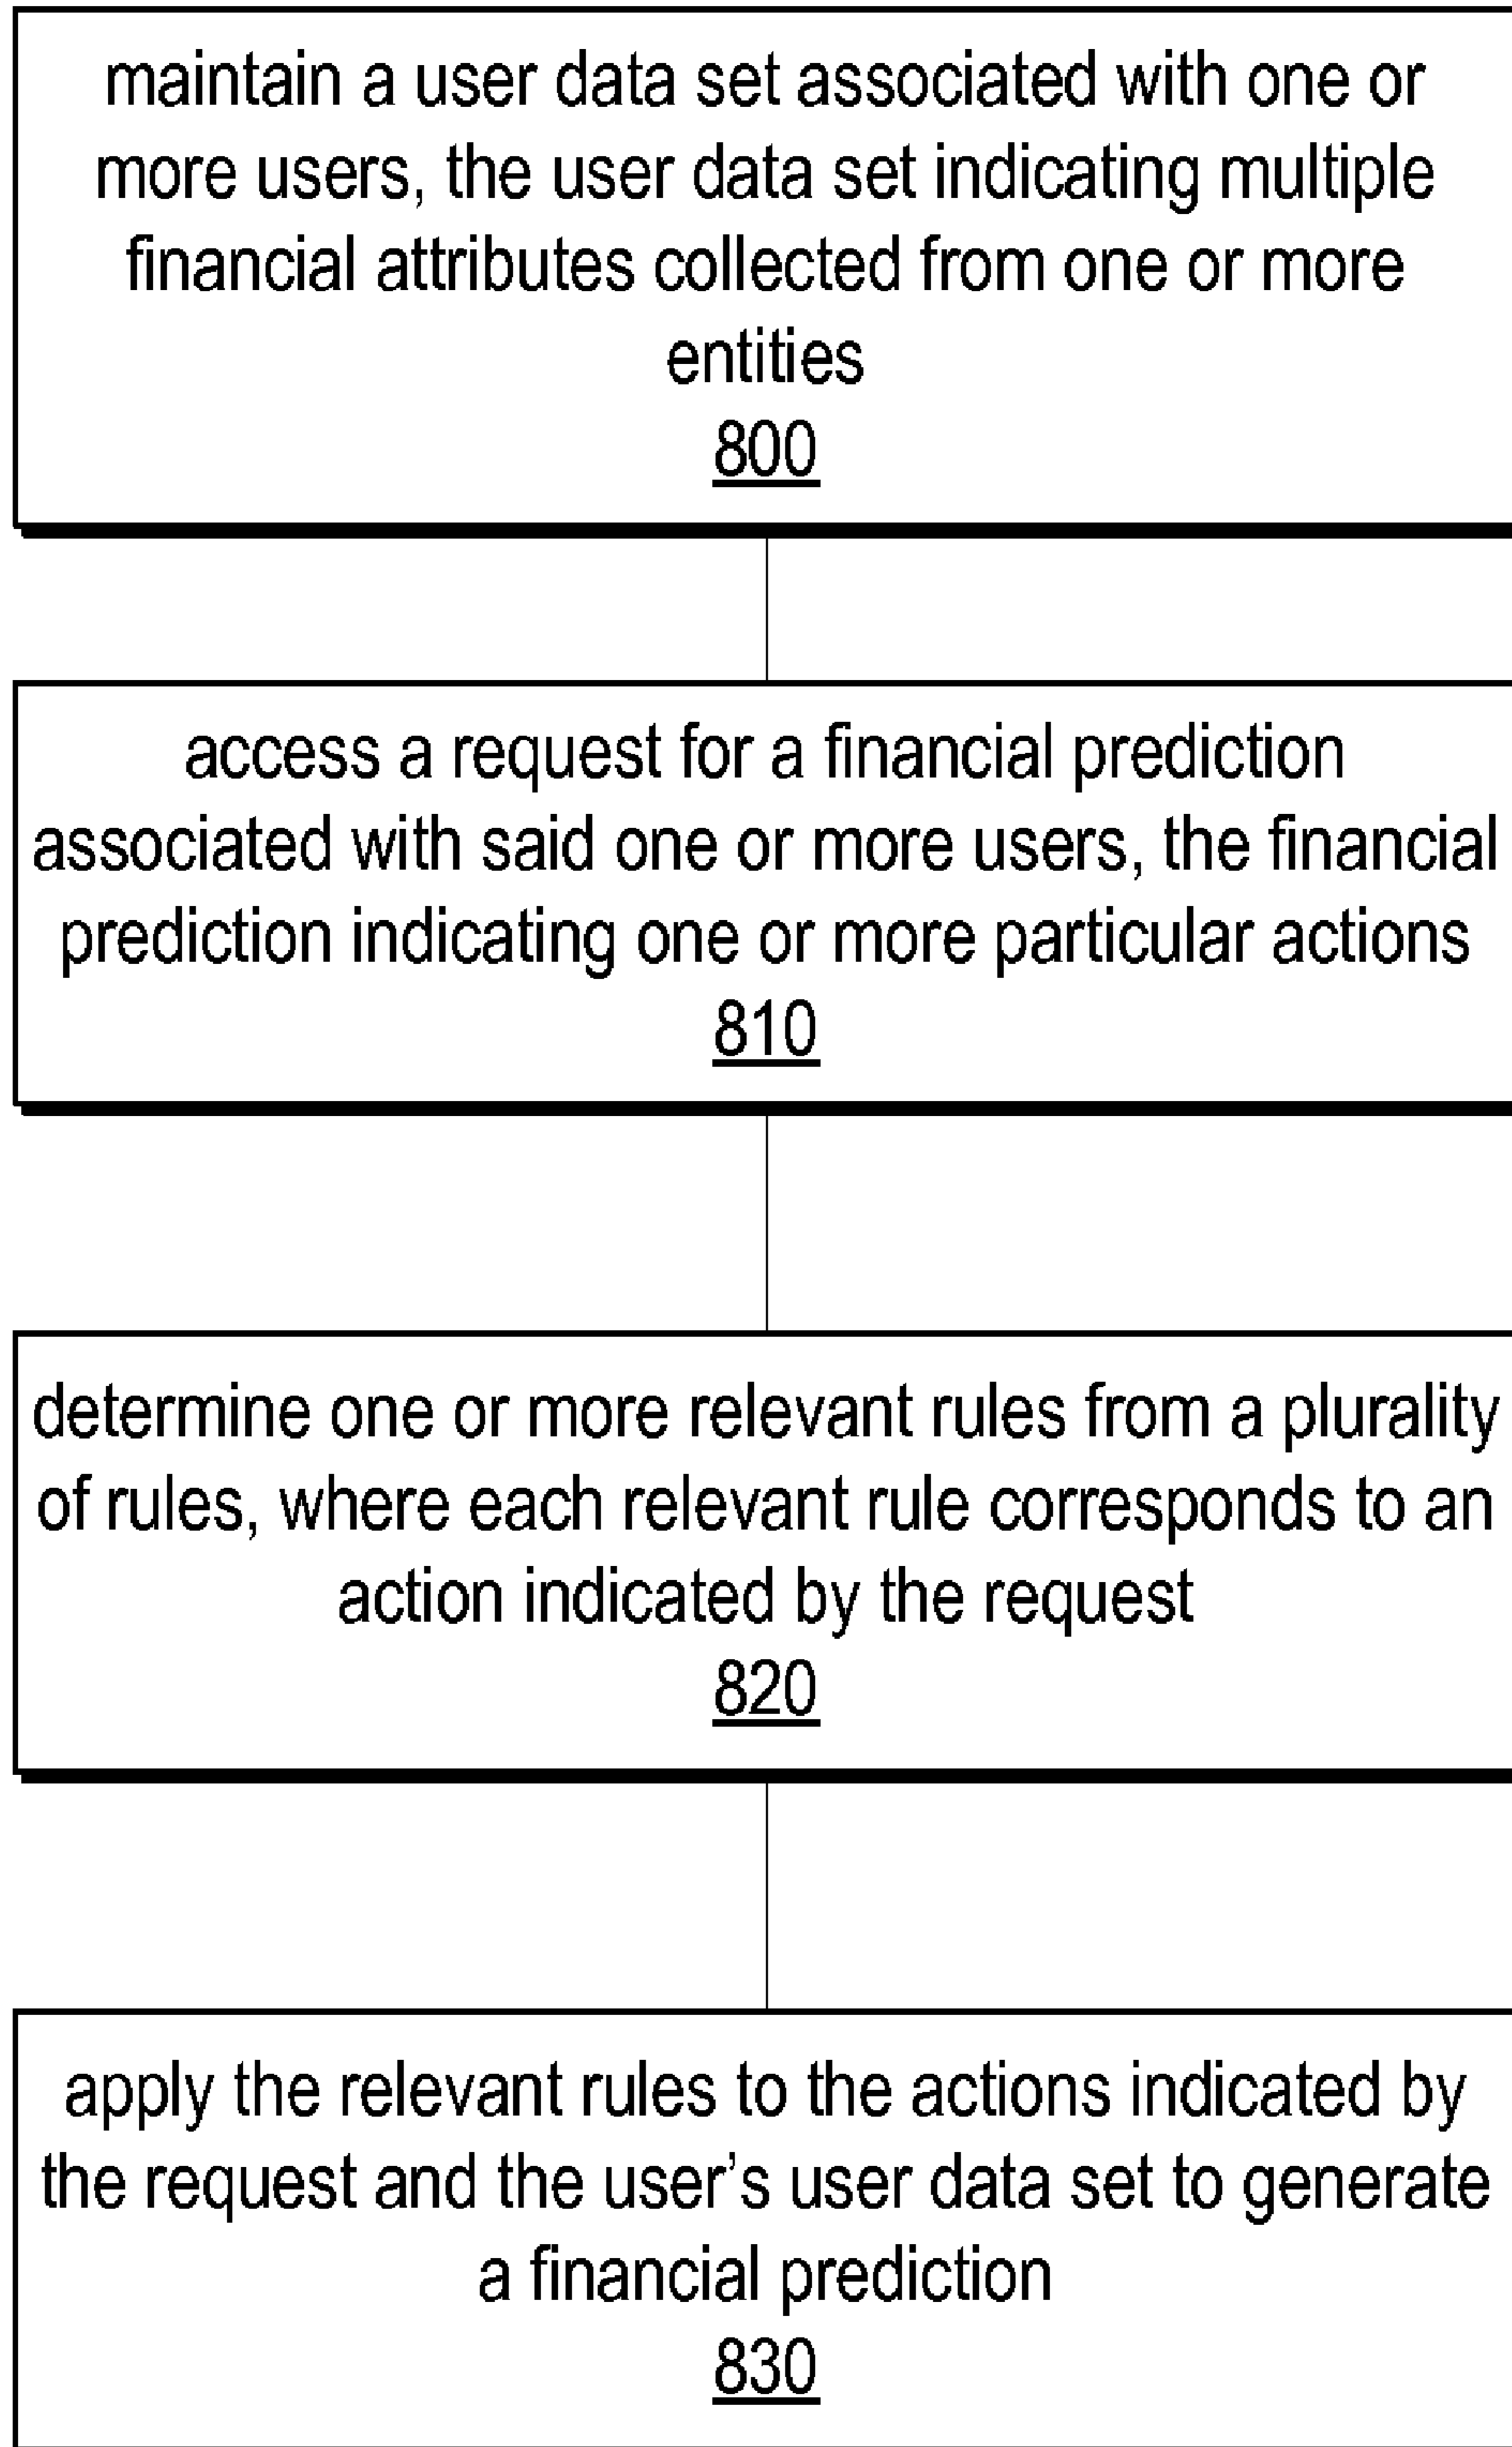 maintain a user data set associated with one or
more users, the user data set indicating multiple
financial attributes collected from one or more
entities
800
access a request for a financial prediction
associated with said one or more users, the financial
prediction indicating one or more particular actions
810
determine one or more relevant rules from a plurality
of rules, where each relevant rule corresponds to an
action indicated by the request
820
apply the relevant rules to the actions indicated by
the request and the user’s user data set to generate
a financial prediction
830